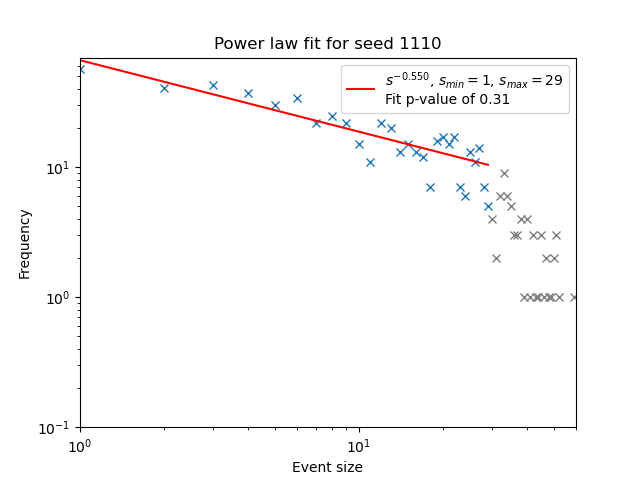 Power law fit for seed 1110
s^{-0.550}, s_{min} = 1, s_{max} = 29
Fit p-value of 0.31
Frequency
10^1
10^0
10^{-1}
10^0
10^1
Event size